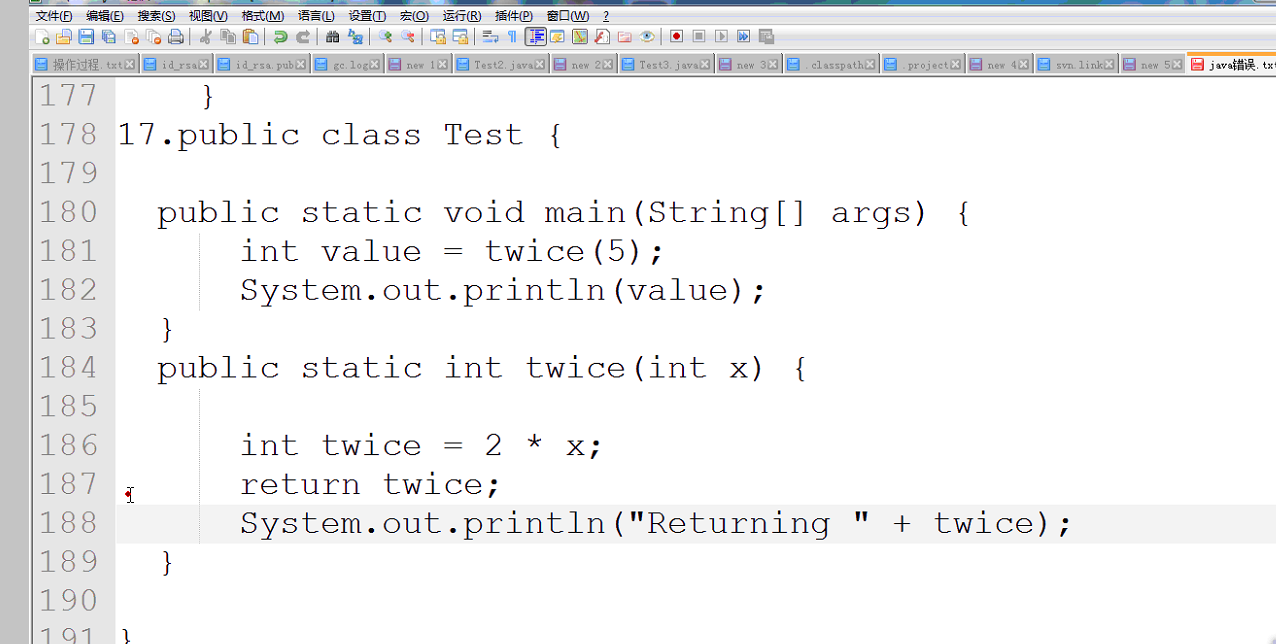 文件(F) 编辑(E) 搜索(S) 视图(V) 格式(M) 语言(L) 设置(T) 宏(O) 运行(R) 插件(P) 窗口(W) ?
操作过程.txt id_rsa id_rsa.pub gc.log new 1 Test2.java new 2 Test3.java new 3 .classpath .project new 4 svn.link new 5 java错误.txt
177 }
178 17.public class Test {
179
180 public static void main(String[] args) {
181 int value = twice(5);
182 System.out.println(value);
183 }
184 public static int twice(int x) {
185
186 int twice = 2 * x;
187 return twice;
188 System.out.println("Returning " + twice);
189 }
190
191 }